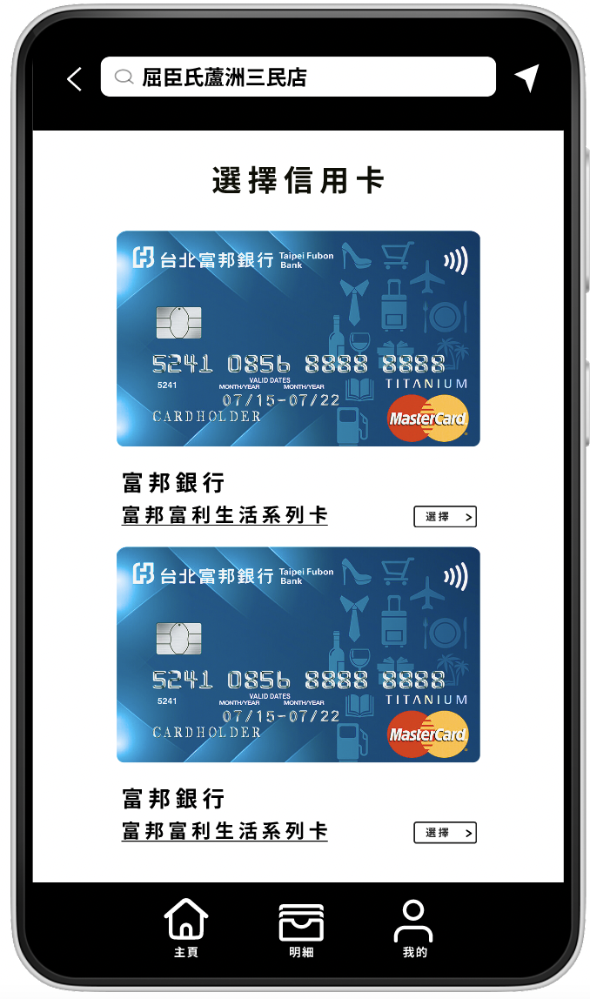 屈臣氏蘆洲三民店
選擇信用卡
台北富邦銀行 Taipei Fubon Bank
5241 0856 8888 8888
5241
VALID DATES
MONTH/YEAR MONTH/YEAR
TITANIUM
07/15-07/22
CARDHOLDER
MasterCard
富邦銀行
富邦富利生活系列卡
選擇 >
台北富邦銀行 Taipei Fubon Bank
5241 0856 8888 8888
5241
VALID DATES
MONTH/YEAR MONTH/YEAR
TITANIUM
07/15-07/22
CARDHOLDER
MasterCard
富邦銀行
富邦富利生活系列卡
選擇 >
主頁
明細
我的